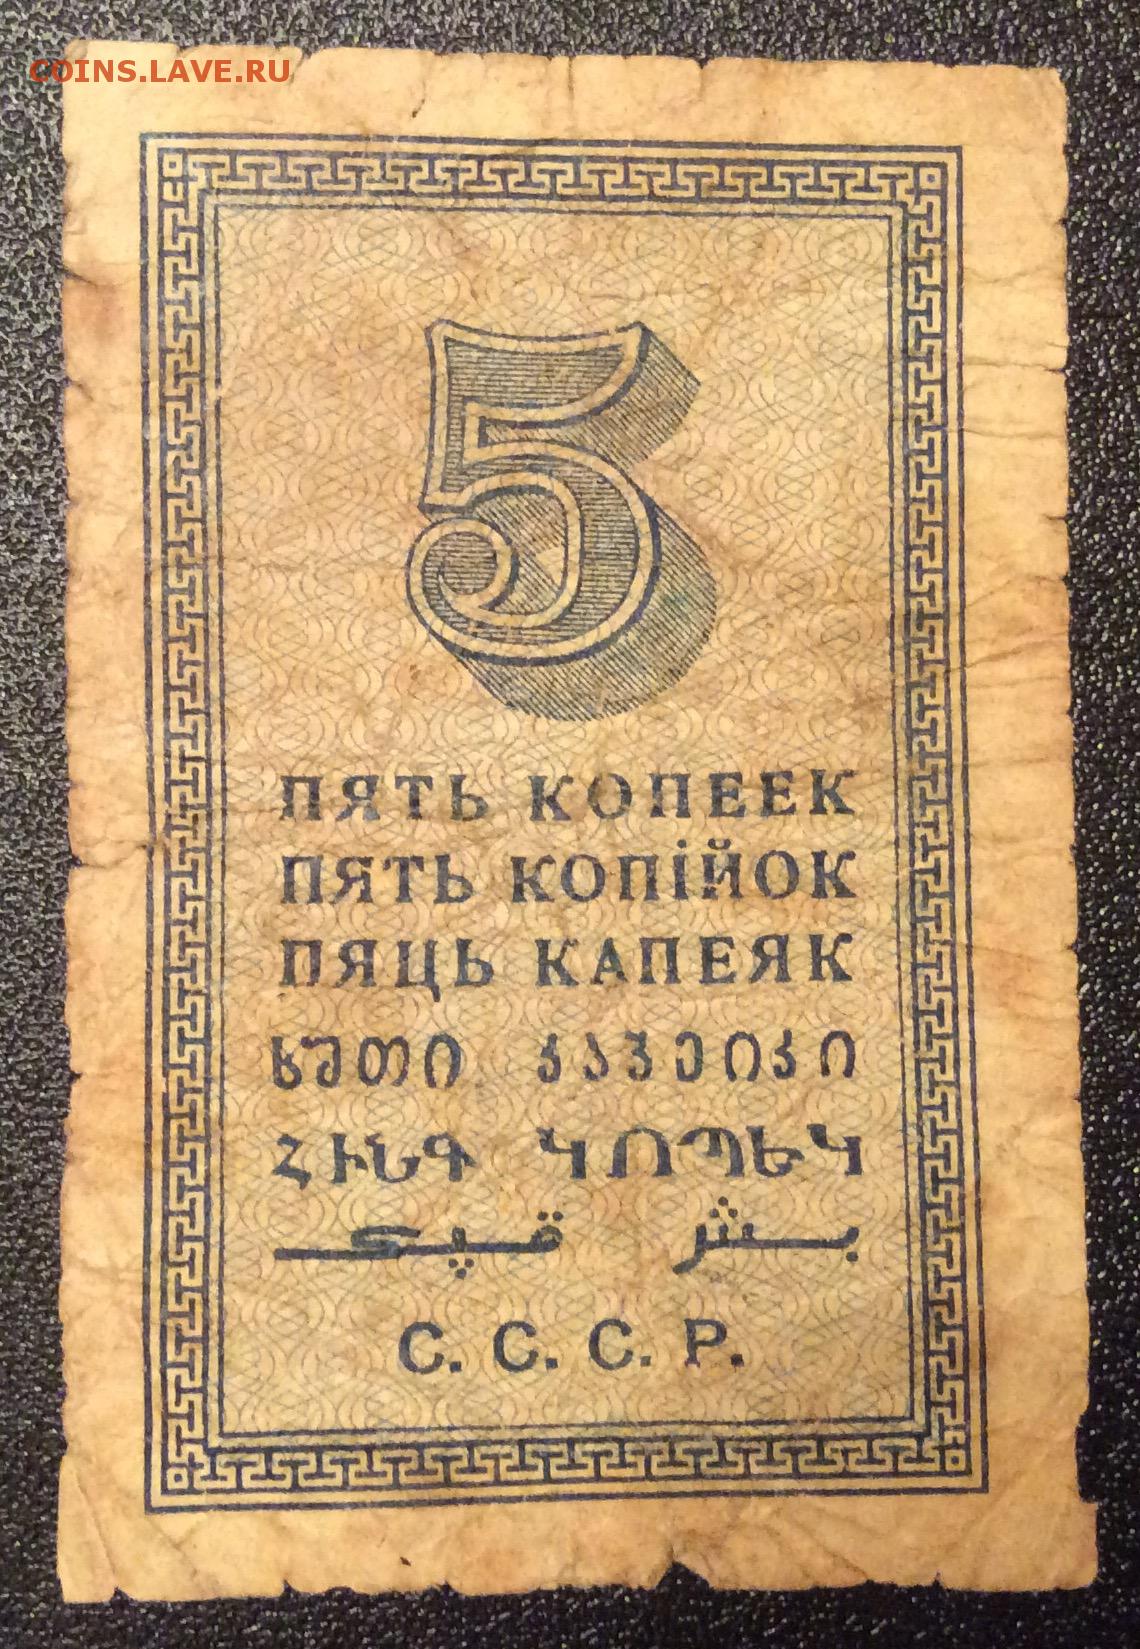 COINS.LAVE.RU
5
ПЯТЬ КОПЕЕК
ПЯТЬ КОПІЙОК
ПЯЦЬ КАПЕЯК
ხუთი კაპეიკი
ՀԻՆԳ ԿՈՊԵԿ
بش قپک
С. С. С. Р.